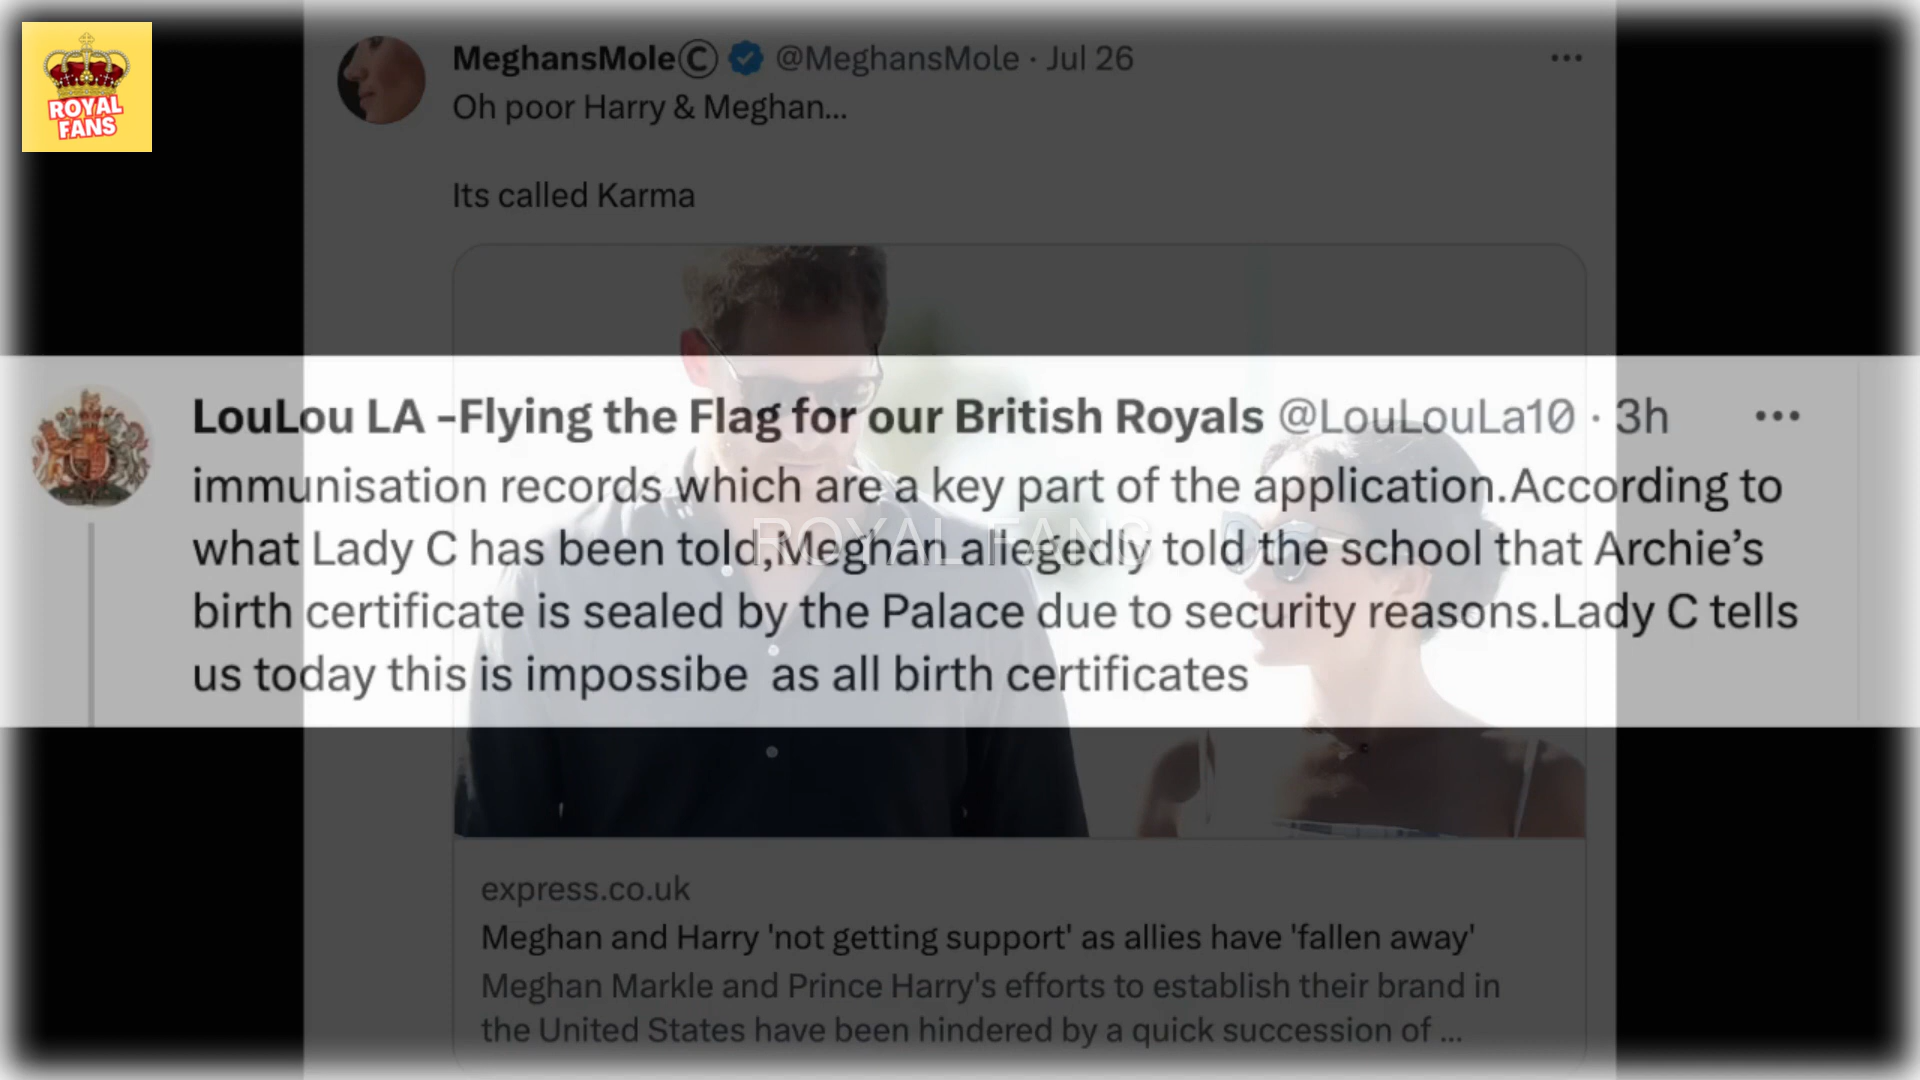 ROYAL
FANS
MeghansMole© @MeghansMole · Jul 26
Oh poor Harry & Meghan...
Its called Karma
LouLou LA -Flying the Flag for our British Royals @LouLouLa10 · 3h
immunisation records which are a key part of the application.According to
what Lady C has been told,Meghan allegedly told the school that Archie’s
birth certificate is sealed by the Palace due to security reasons.Lady C tells
us today this is impossibe as all birth certificates
ROYAL FANS
express.co.uk
Meghan and Harry 'not getting support' as allies have 'fallen away'
Meghan Markle and Prince Harry's efforts to establish their brand in
the United States have been hindered by a quick succession of ...